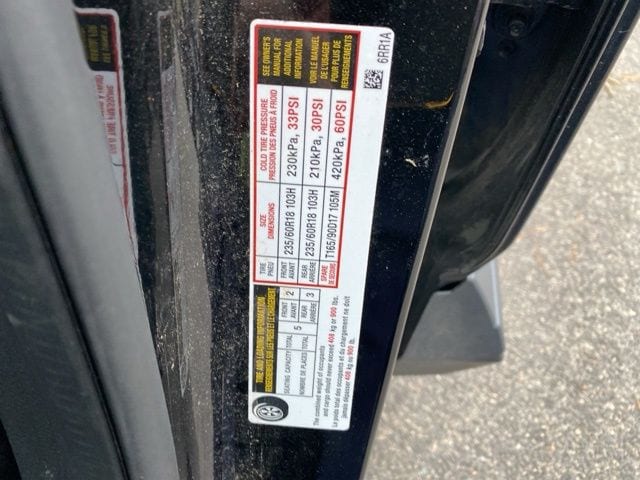 TIRE AND LOADING INFORMATION
RENSEIGNEMENTS SUR LES PNEUS ET LE CHARGEMENT
SEATING CAPACITY TOTAL 5 FRONT 2 REAR 3
NOMBRE DE PLACES TOTAL AVANT ARRIÈRE
The combined weight of occupants
and cargo should never exceed 408 kg or 900 lbs.
Le poids total des occupants et du chargement ne doit
jamais dépasser 408 kg ou 900 lb.
TIRE SIZE COLD TIRE PRESSURE
PNEU DIMENSIONS PRESSION DES PNEUS À FROID
FRONT
AVANT 235/60R18 103H 230kPa, 33PSI
REAR
ARRIÈRE 235/60R18 103H 210kPa, 30PSI
SPARE
DE SECOURS T165/90D17 105M 420kPa, 60PSI
SEE OWNER'S
MANUAL FOR
ADDITIONAL
INFORMATION
VOIR LE MANUEL
DE L'USAGER
POUR PLUS DE
RENSEIGNEMENTS
6RR1A